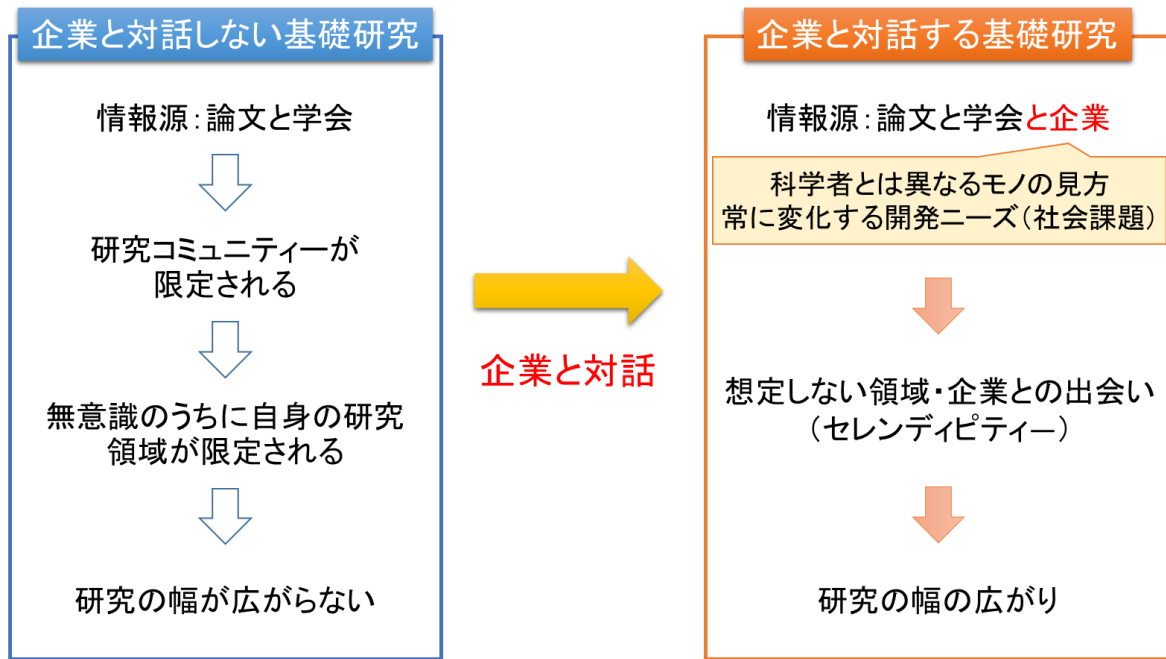 企業と対話しない基礎研究
情報源：論文と学会
研究コミュニティーが
限定される
無意識のうちに自身の研究
領域が限定される
研究の幅が広がらない
企業と対話
企業と対話する基礎研究
情報源：論文と学会と企業
科学者とは異なるモノの見方
常に変化する開発ニーズ（社会課題）
想定しない領域・企業との出会い
（セレンディピティー）
研究の幅の広がり